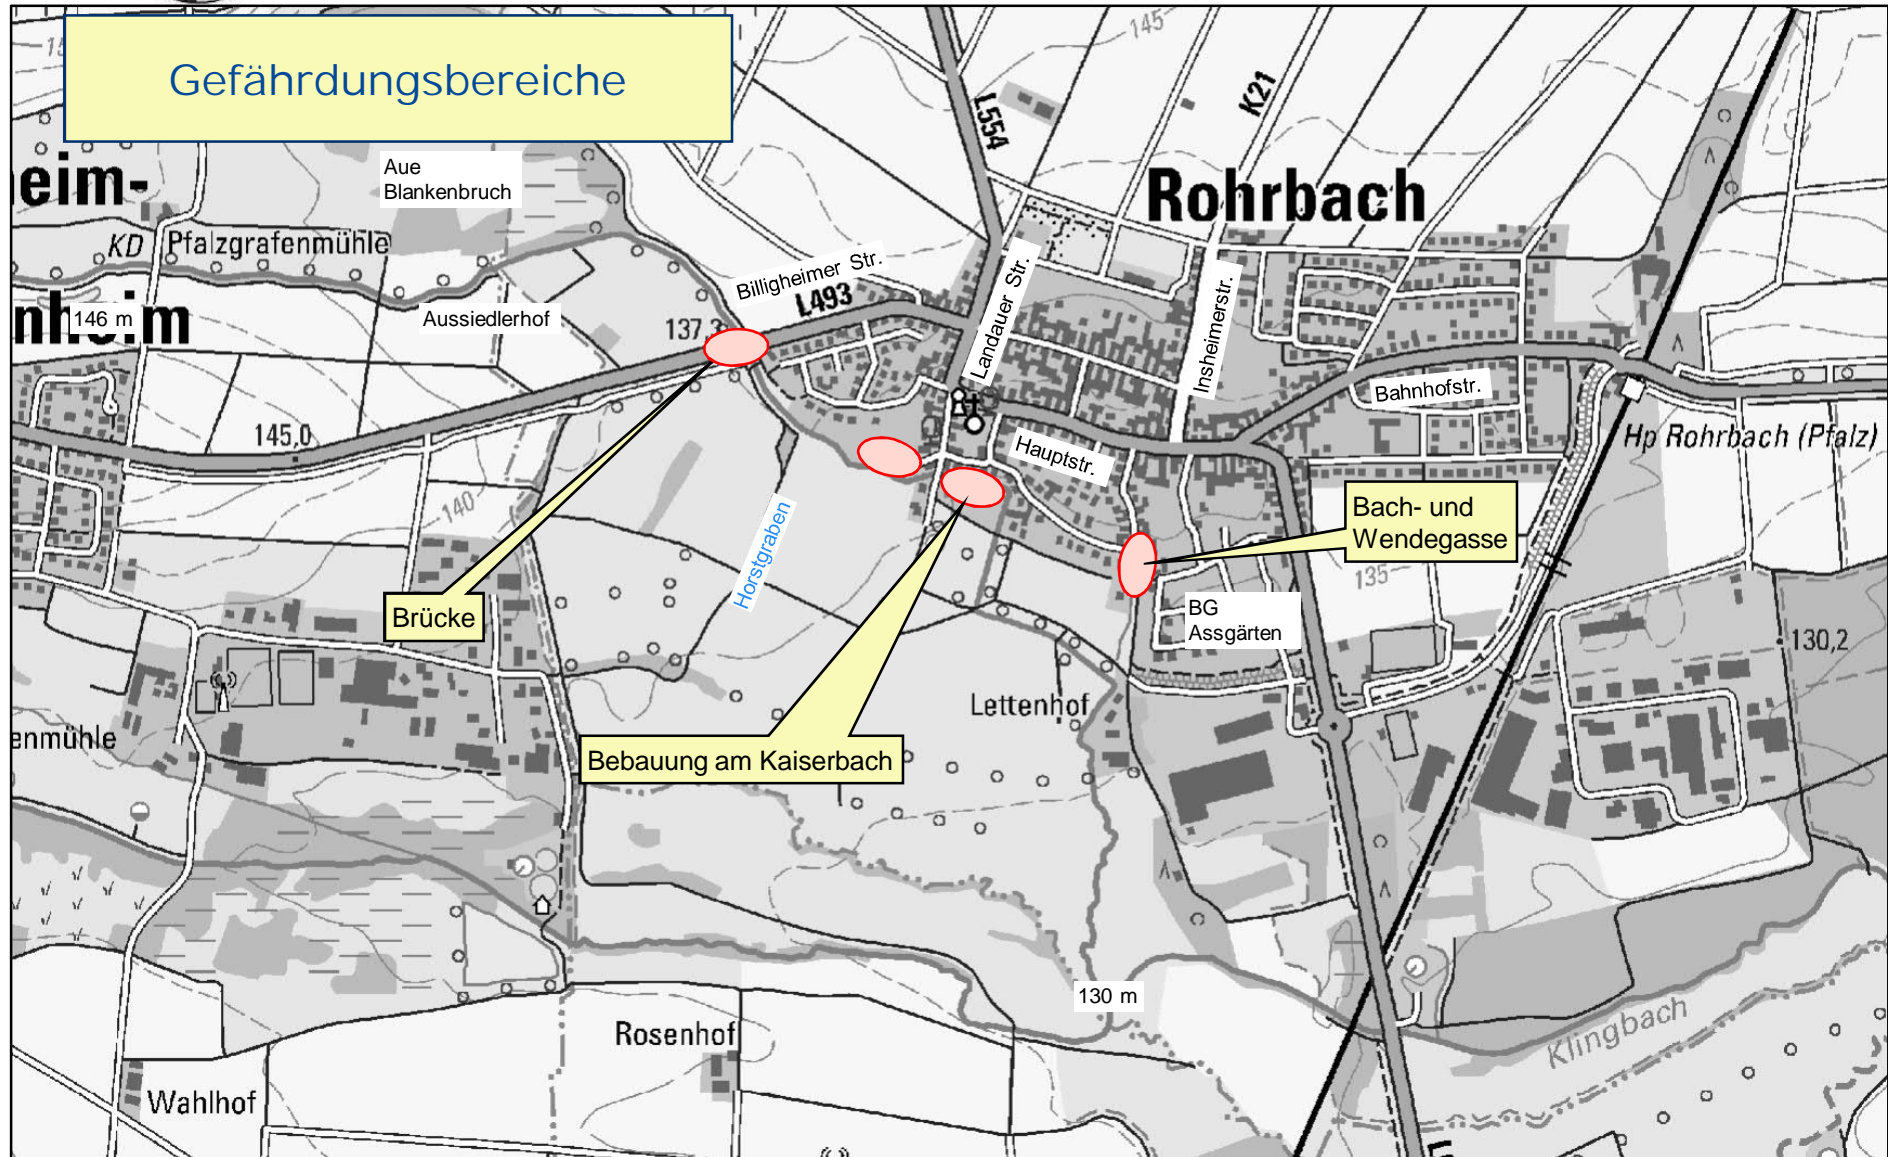 Gefährdungsbereiche
145
L554
K21
Aue
Blankenbruch
heim-
Rohrbach
KD Pfalzgrafenmühle
Billigheimer Str.
L493
Landauer Str.
Insheimerstr.
146 m
Aussiedlerhof
137,3
Bahnhofstr.
145,0
Hp Rohrbach (Pfalz)
Hauptstr.
140
Horstgraben
Bach- und
Wendegasse
135
Brücke
BG
Assgärten
130,2
Lettenhof
enmühle
Bebauung am Kaiserbach
130 m
Rosenhof
Klingbach
Wahlhof